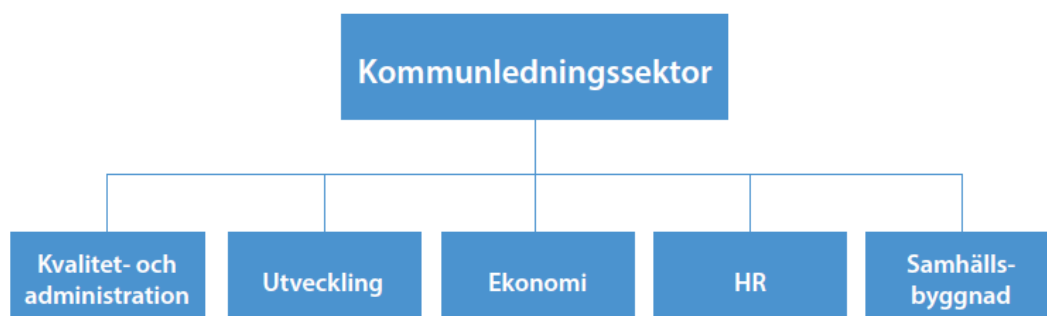 Kommunledningssektor
Kvalitet- och
administration
Utveckling
Ekonomi
HR
Samhälls-
byggnad